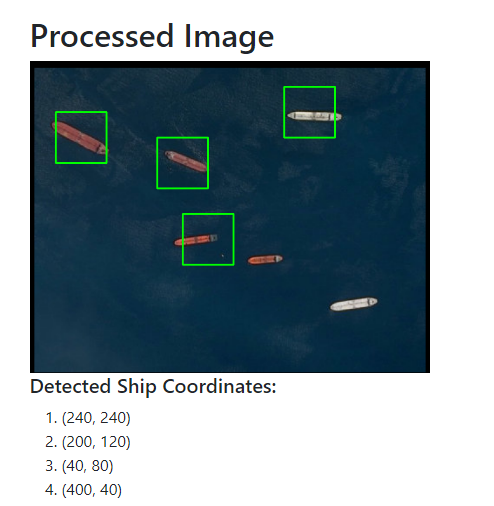 Processed Image
Detected Ship Coordinates:
1. (240, 240)
2. (200, 120)
3. (40, 80)
4. (400, 40)